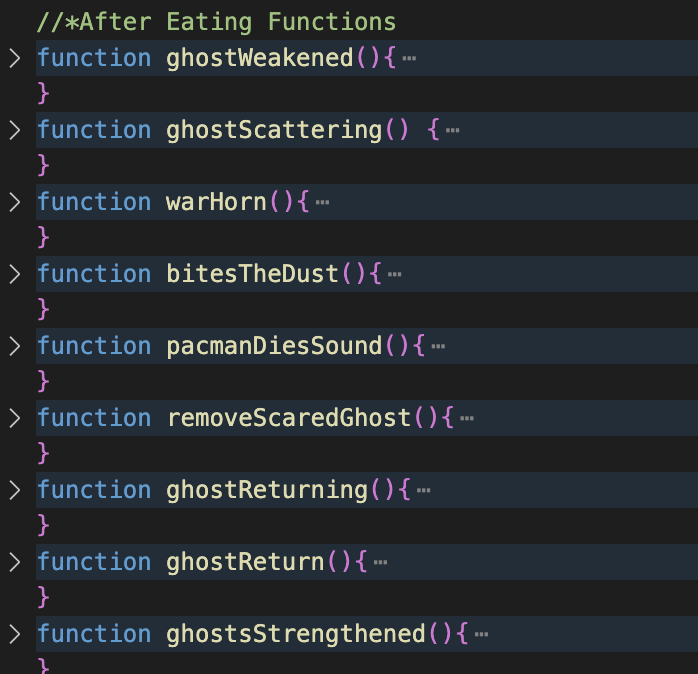 //*After Eating Functions
function ghostWeakened(){⋯
}
function ghostScattering() {⋯
}
function warHorn(){⋯
}
function bitesTheDust(){⋯
}
function pacmanDiesSound(){⋯
}
function removeScaredGhost(){⋯
}
function ghostReturning(){⋯
}
function ghostReturn(){⋯
}
function ghostsStrengthened(){⋯
}